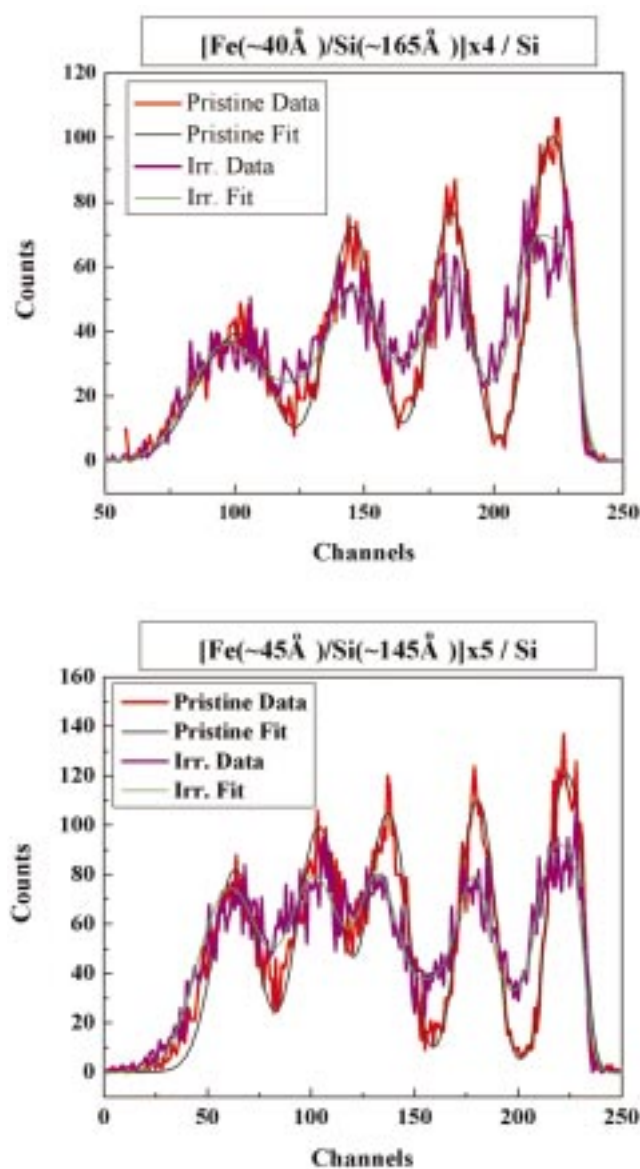 [Fe(~40Å )/Si(~165Å )]x4 / Si
120
100
80
60
40
20
0
Counts
Pristine Data
Pristine Fit
Irr. Data
Irr. Fit
50
100
150
200
250
Channels
[Fe(~45Å )/Si(~145Å )]x5 / Si
160
140
120
100
80
60
40
20
0
Counts
Pristine Data
Pristine Fit
Irr. Data
Irr. Fit
0
50
100
150
200
250
Channels